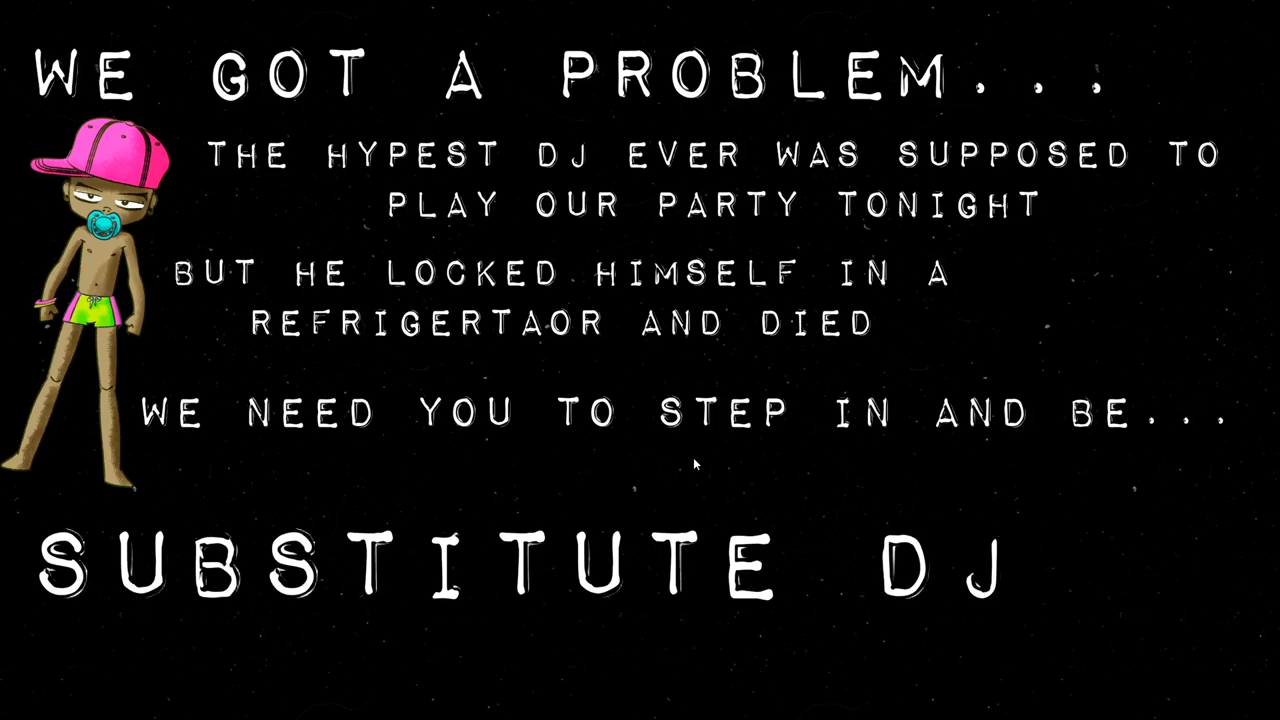 WE GOT A PROBLEM...
THE HYPEST DJ EVER WAS SUPPOSED TO
PLAY OUR PARTY TONIGHT
BUT HE LOCKED HIMSELF IN A
REFRIGERTAOR AND DIED
WE NEED YOU TO STEP IN AND BE...
SUBSTITUTE DJ